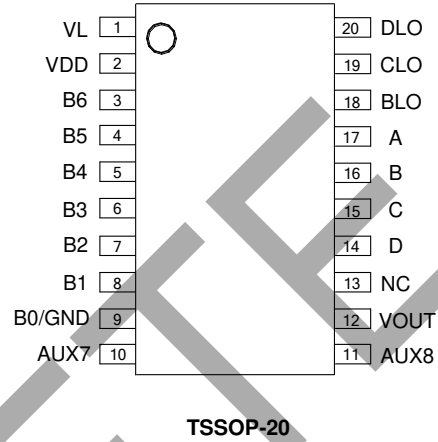 VL 1 20 DLO
VDD 2 19 CLO
B6 3 18 BLO
B5 4 17 A
B4 5 16 B
B3 6 15 C
B2 7 14 D
B1 8 13 NC
B0/GND 9 12 VOUT
AUX7 10 11 AUX8
TSSOP-20